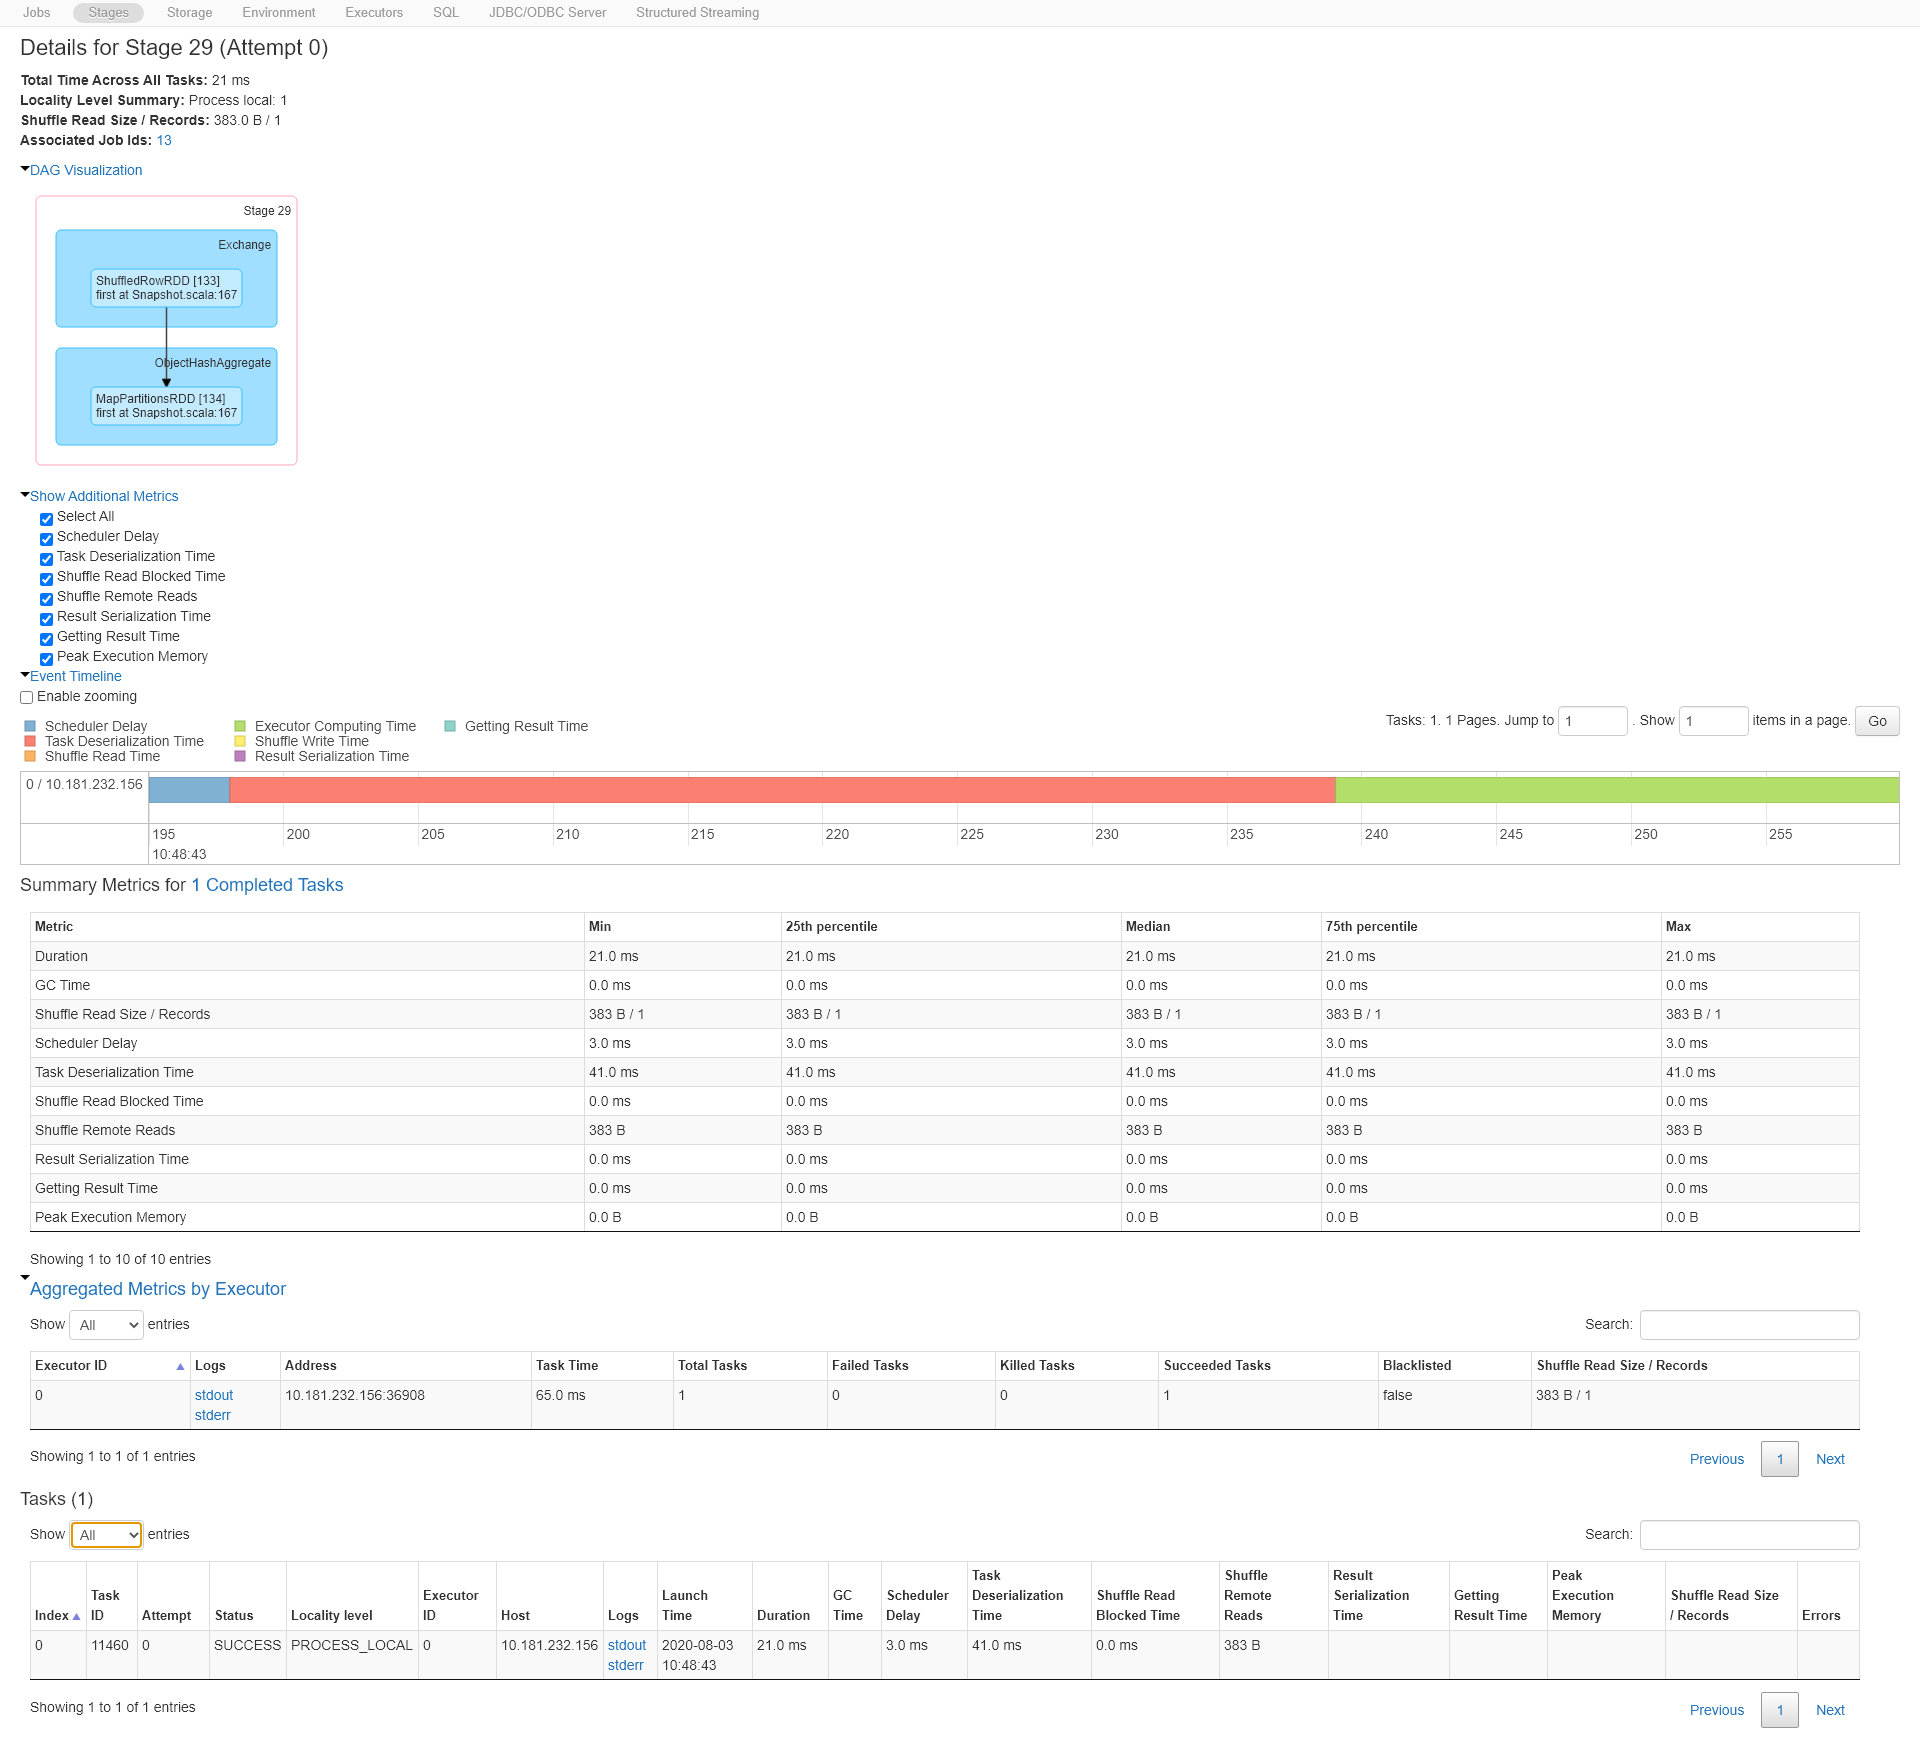 Jobs Stages Storage Environment Executors SQL JDBC/ODBC Server Structured Streaming
Details for Stage 29 (Attempt 0)
Total Time Across All Tasks: 21 ms
Locality Level Summary: Process local: 1
Shuffle Read Size / Records: 383.0 B / 1
Associated Job Ids: 13
DAG Visualization
Stage 29
Exchange
ShuffledRowRDD [133]
first at Snapshot.scala:167
ObjectHashAggregate
MapPartitionsRDD [134]
first at Snapshot.scala:167
Show Additional Metrics
Select All
Scheduler Delay
Task Deserialization Time
Shuffle Read Blocked Time
Shuffle Remote Reads
Result Serialization Time
Getting Result Time
Peak Execution Memory
Event Timeline
Enable zooming
Scheduler Delay Executor Computing Time Getting Result Time
Task Deserialization Time Shuffle Write Time
Shuffle Read Time Result Serialization Time
Tasks: 1. 1 Pages. Jump to 1 . Show 1 items in a page. Go
0 / 10.181.232.156
195 200 205 210 215 220 225 230 235 240 245 250 255
10:48:43
Summary Metrics for 1 Completed Tasks
Metric Min 25th percentile Median 75th percentile Max
Duration 21.0 ms 21.0 ms 21.0 ms 21.0 ms 21.0 ms
GC Time 0.0 ms 0.0 ms 0.0 ms 0.0 ms 0.0 ms
Shuffle Read Size / Records 383 B / 1 383 B / 1 383 B / 1 383 B / 1 383 B / 1
Scheduler Delay 3.0 ms 3.0 ms 3.0 ms 3.0 ms 3.0 ms
Task Deserialization Time 41.0 ms 41.0 ms 41.0 ms 41.0 ms 41.0 ms
Shuffle Read Blocked Time 0.0 ms 0.0 ms 0.0 ms 0.0 ms 0.0 ms
Shuffle Remote Reads 383 B 383 B 383 B 383 B 383 B
Result Serialization Time 0.0 ms 0.0 ms 0.0 ms 0.0 ms 0.0 ms
Getting Result Time 0.0 ms 0.0 ms 0.0 ms 0.0 ms 0.0 ms
Peak Execution Memory 0.0 B 0.0 B 0.0 B 0.0 B 0.0 B
Showing 1 to 10 of 10 entries
Aggregated Metrics by Executor
Show All entries Search:
Executor ID Logs Address Task Time Total Tasks Failed Tasks Killed Tasks Succeeded Tasks Blacklisted Shuffle Read Size / Records
0 stdout 10.181.232.156:36908 65.0 ms 1 0 0 1 false 383 B / 1
stderr
Showing 1 to 1 of 1 entries Previous 1 Next
Tasks (1)
Show All entries Search:
Task Shuffle Result Peak
Task Executor Launch GC Scheduler Deserialization Shuffle Read Remote Serialization Getting Execution Shuffle Read Size
Index ID Attempt Status Locality level ID Host Logs Time Duration Time Delay Time Blocked Time Reads Time Result Time Memory / Records Errors
0 11460 0 SUCCESS PROCESS_LOCAL 0 10.181.232.156 stdout 2020-08-03 21.0 ms 3.0 ms 41.0 ms 0.0 ms 383 B
stderr 10:48:43
Showing 1 to 1 of 1 entries Previous 1 Next